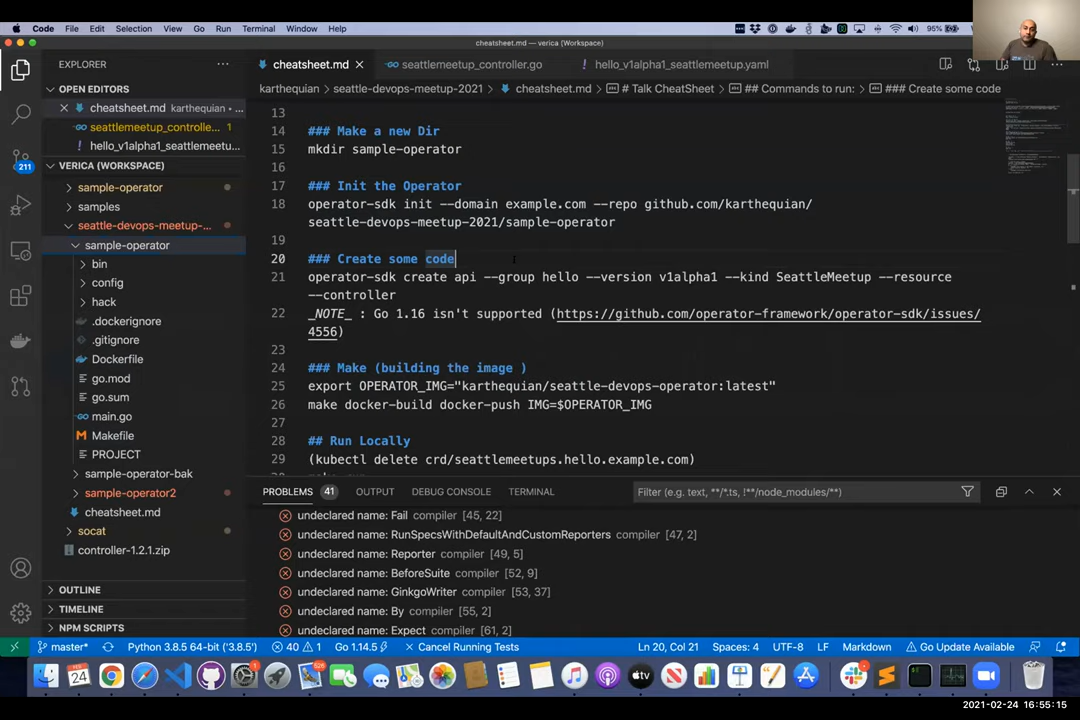 Code File Edit Selection View Go Run Terminal Window Help 95%
cheatsheet.md — verica (Workspace)
EXPLORER
cheatsheet.md
seattlemeetup_controller.go
hello_v1alpha1_seattlemeetup.yaml
OPEN EDITORS
karthequian > seattle-devops-meetup-2021 > cheatsheet.md > # Talk CheatSheet > ## Commands to run: > ### Create some code
cheatsheet.md karthequian • ...
seattlemeetup_controlle... 1
hello_v1alpha1_seattlemeetu...
VERICA (WORKSPACE)
sample-operator
samples
seattle-devops-meetup-...
sample-operator
bin
config
hack
.dockerignore
.gitignore
Dockerfile
go.mod
go.sum
main.go
Makefile
PROJECT
sample-operator-bak
sample-operator2
cheatsheet.md
socat
controller-1.2.1.zip
OUTLINE
TIMELINE
NPM SCRIPTS
211
13
14 ### Make a new Dir
15 mkdir sample-operator
16
17 ### Init the Operator
18 operator-sdk init --domain example.com --repo github.com/karthequian/
seattle-devops-meetup-2021/sample-operator
19
20 ### Create some code
21 operator-sdk create api --group hello --version v1alpha1 --kind SeattleMeetup --resource
--controller
22 _NOTE_ : Go 1.16 isn't supported (https://github.com/operator-framework/operator-sdk/issues/
4556)
23
24 ### Make (building the image )
25 export OPERATOR_IMG="karthequian/seattle-devops-operator:latest"
26 make docker-build docker-push IMG=$OPERATOR_IMG
27
28 ## Run Locally
29 (kubectl delete crd/seattlemeetups.hello.example.com)
PROBLEMS 41 OUTPUT DEBUG CONSOLE TERMINAL Filter (e.g. text, **/*.ts, !**/node_modules/**)
undeclared name: Fail compiler [45, 22]
undeclared name: RunSpecsWithDefaultAndCustomReporters compiler [47, 2]
undeclared name: Reporter compiler [49, 5]
undeclared name: BeforeSuite compiler [52, 9]
undeclared name: GinkgoWriter compiler [53, 37]
undeclared name: By compiler [55, 2]
undeclared name: Expect compiler [61, 2]
master* Python 3.8.5 64-bit ('3.8.5') Go 1.14.5 40 1 Cancel Running Tests Ln 20, Col 21 Spaces: 4 UTF-8 LF Markdown Go Update Available
24
2021-02-24 16:55:15